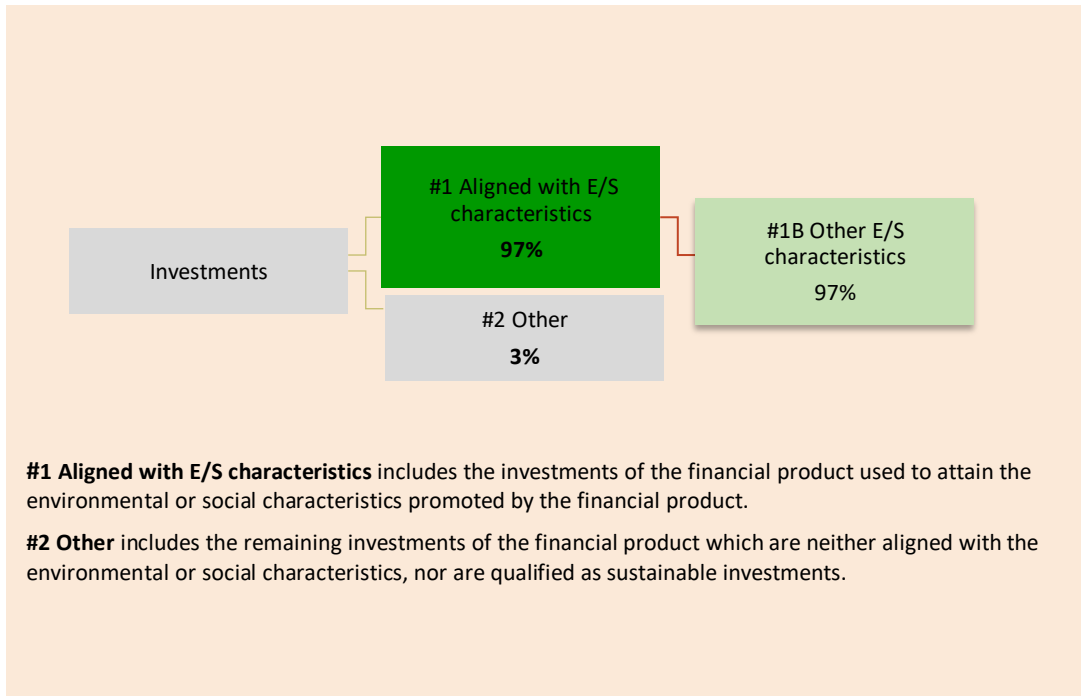 Investments
#1 Aligned with E/S
characteristics
97%
#2 Other
3%
#1B Other E/S
characteristics
97%
#1 Aligned with E/S characteristics includes the investments of the financial product used to attain the
environmental or social characteristics promoted by the financial product.
#2 Other includes the remaining investments of the financial product which are neither aligned with the
environmental or social characteristics, nor are qualified as sustainable investments.